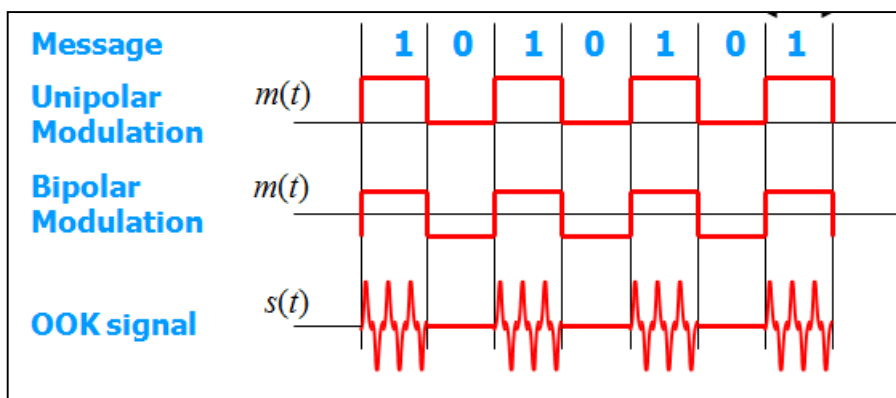 Message 1 0 1 0 1 0 1
Unipolar
Modulation
m(t)
Bipolar
Modulation
m(t)
OOK signal
s(t)